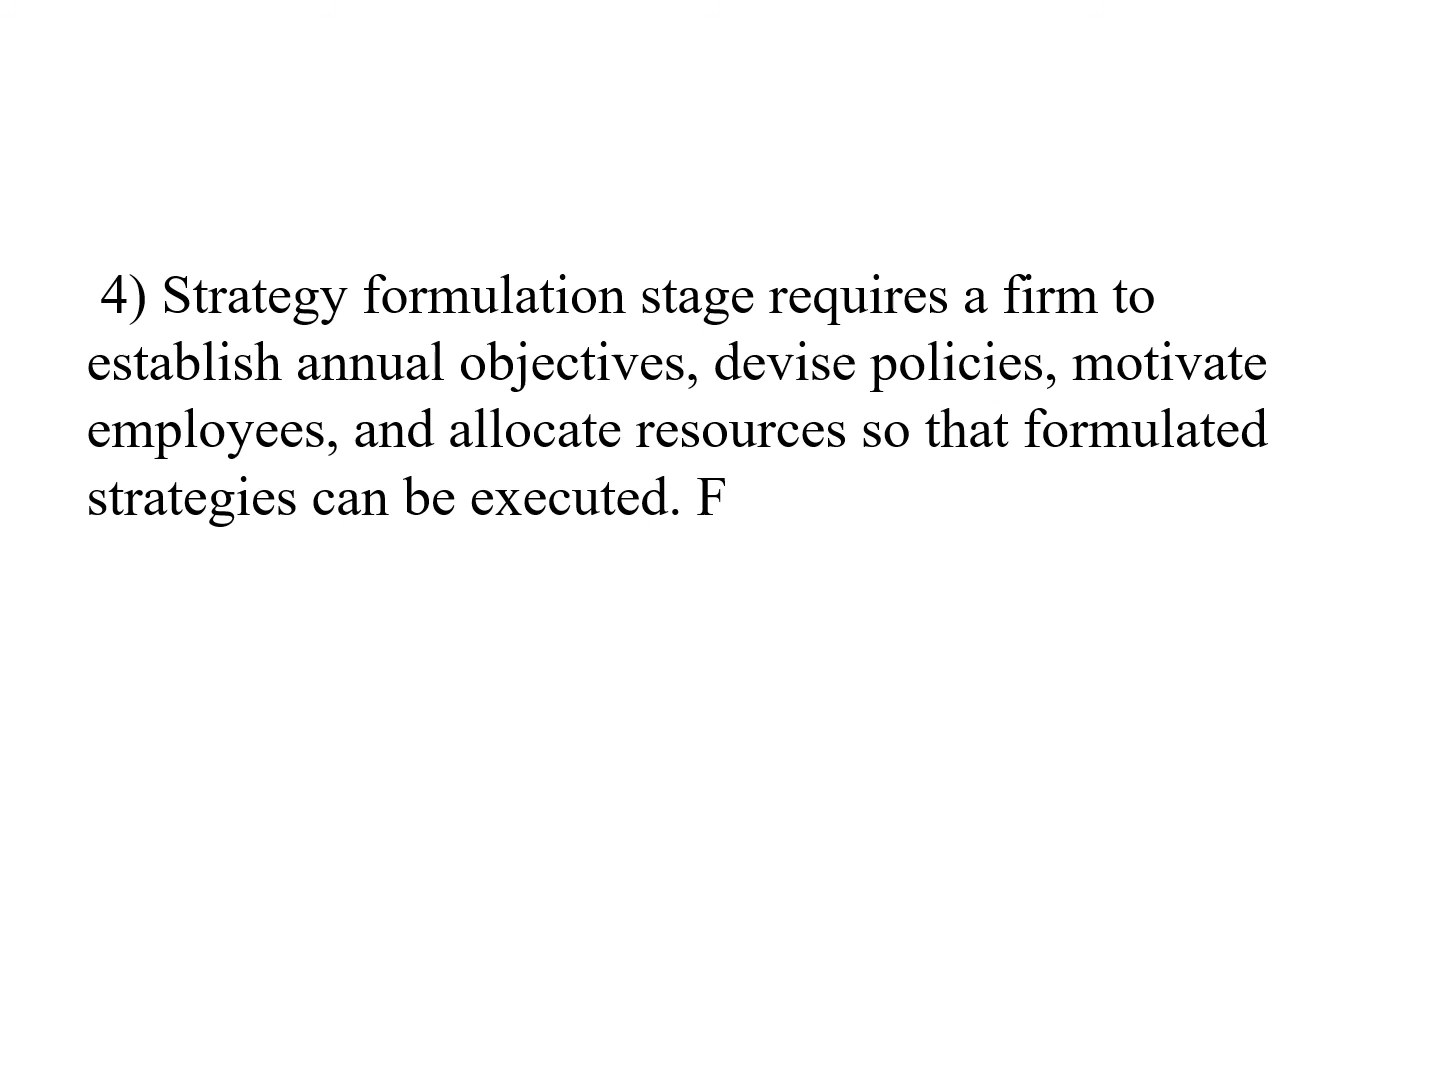 4) Strategy formulation stage requires a firm to
establish annual objectives, devise policies, motivate
employees, and allocate resources so that formulated
strategies can be executed. F